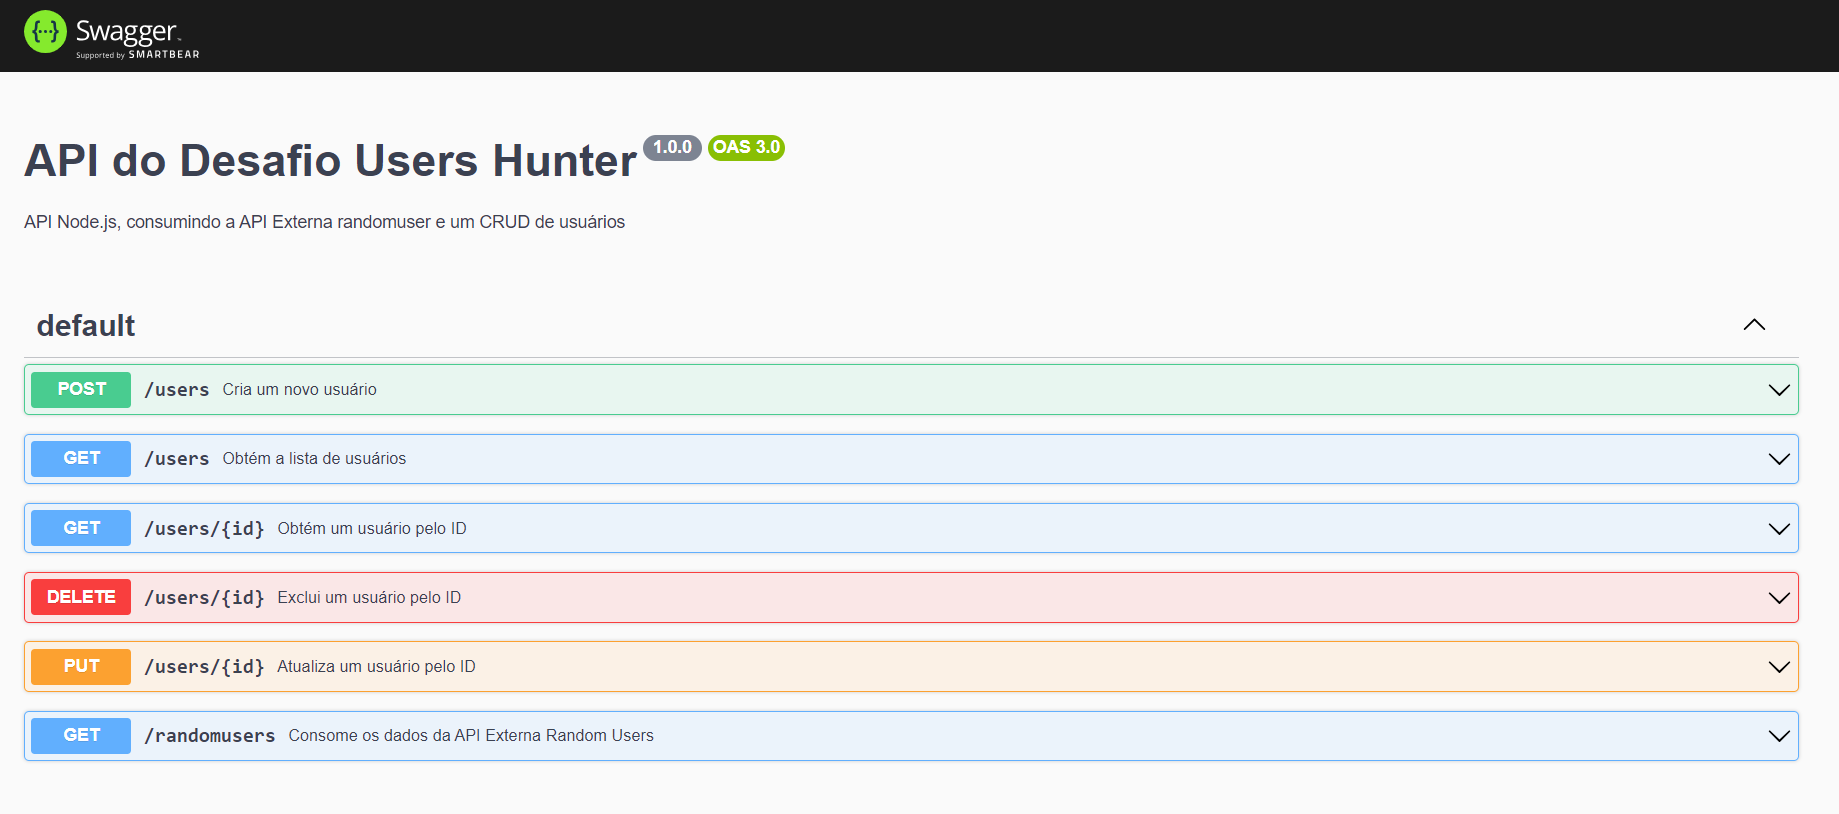 {···} Swagger
Supported by SMARTBEAR
API do Desafio Users Hunter 1.0.0 OAS 3.0
API Node.js, consumindo a API Externa randomuser e um CRUD de usuários
default
POST /users Cria um novo usuário
GET /users Obtém a lista de usuários
GET /users/{id} Obtém um usuário pelo ID
DELETE /users/{id} Exclui um usuário pelo ID
PUT /users/{id} Atualiza um usuário pelo ID
GET /randomusers Consome os dados da API Externa Random Users